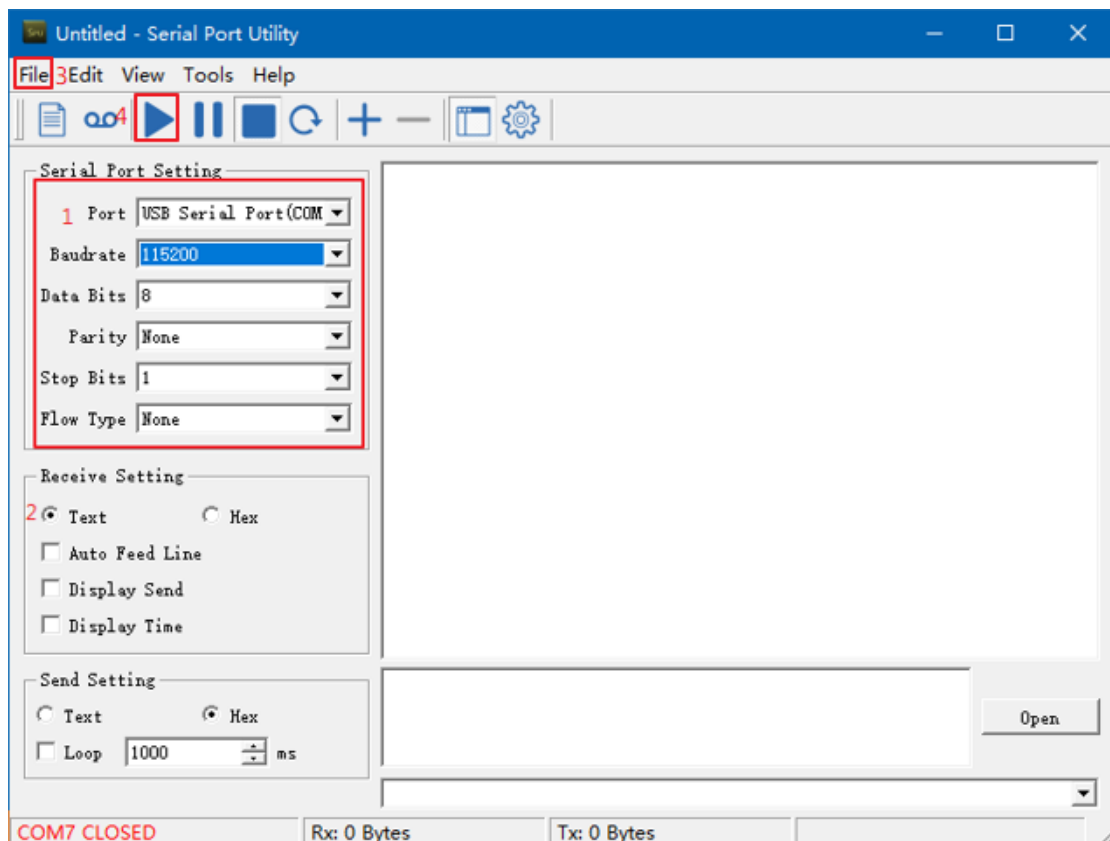 Untitled - Serial Port Utility
File 3 Edit View Tools Help
4
Serial Port Setting
1 Port USB Serial Port(COM
Baudrate 115200
Data Bits 8
Parity None
Stop Bits 1
Flow Type None
Receive Setting
2 Text Hex
Auto Feed Line
Display Send
Display Time
Send Setting
Text Hex
Open
Loop 1000 ms
COM7 CLOSED Rx: 0 Bytes Tx: 0 Bytes